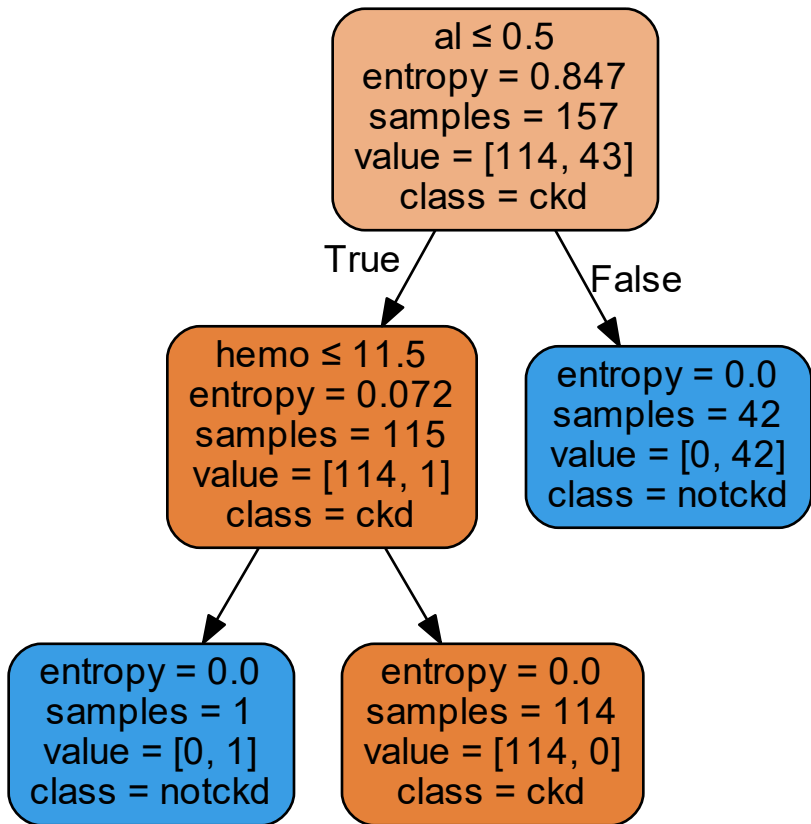 al ≤ 0.5
entropy = 0.847
samples = 157
value = [114, 43]
class = ckd
True
False
hemo ≤ 11.5
entropy = 0.072
samples = 115
value = [114, 1]
class = ckd
entropy = 0.0
samples = 42
value = [0, 42]
class = notckd
entropy = 0.0
samples = 1
value = [0, 1]
class = notckd
entropy = 0.0
samples = 114
value = [114, 0]
class = ckd